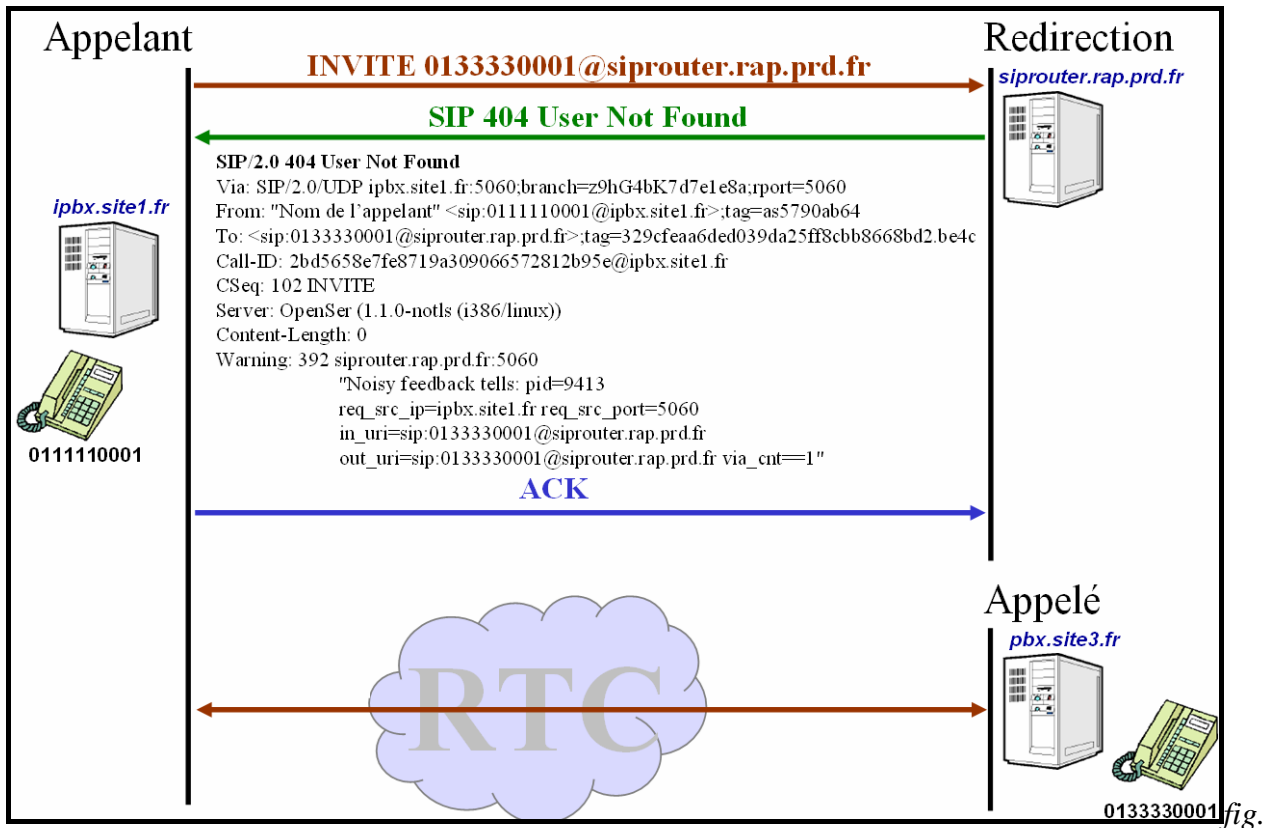 Appelant
Redirection
INVITE 0133330001@siprouter.rap.prd.fr
siprouter.rap.prd.fr
SIP 404 User Not Found
SIP/2.0 404 User Not Found
Via: SIP/2.0/UDP ipbx.site1.fr:5060;branch=z9hG4bK7d7e1e8a;rport=5060
ipbx.site1.fr
From: "Nom de l’appelant" <sip:0111110001@ipbx.site1.fr>;tag=as5790ab64
To: <sip:0133330001@siprouter.rap.prd.fr>;tag=329cfeaa6ded039da25ff8cbb8668bd2.be4c
Call-ID: 2bd5658e7fe8719a309066572812b95e@ipbx.site1.fr
CSeq: 102 INVITE
Server: OpenSer (1.1.0-notls (i386/linux))
Content-Length: 0
Warning: 392 siprouter.rap.prd.fr:5060
"Noisy feedback tells: pid=9413
req_src_ip=ipbx.site1.fr req_src_port=5060
in_uri=sip:0133330001@siprouter.rap.prd.fr
out_uri=sip:0133330001@siprouter.rap.prd.fr via_cnt==1"
0111110001
ACK
Appelé
pbx.site3.fr
RTC
0133330001
fig.